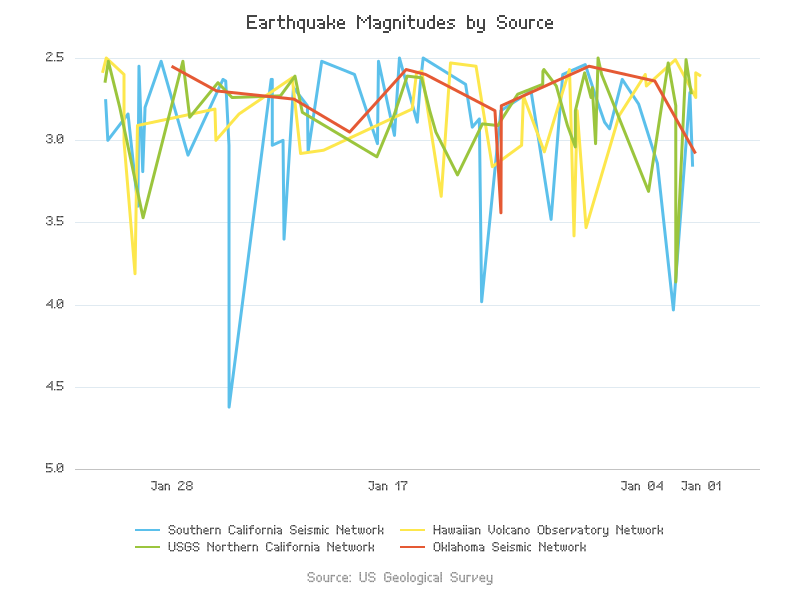 Earthquake Magnitudes by Source
2.5
3.0
3.5
4.0
4.5
5.0
Jan 28 Jan 17 Jan 04 Jan 01
Southern California Seismic Network Hawaiian Volcano Observatory Network
USGS Northern California Network Oklahoma Seismic Network
Source: US Geological Survey